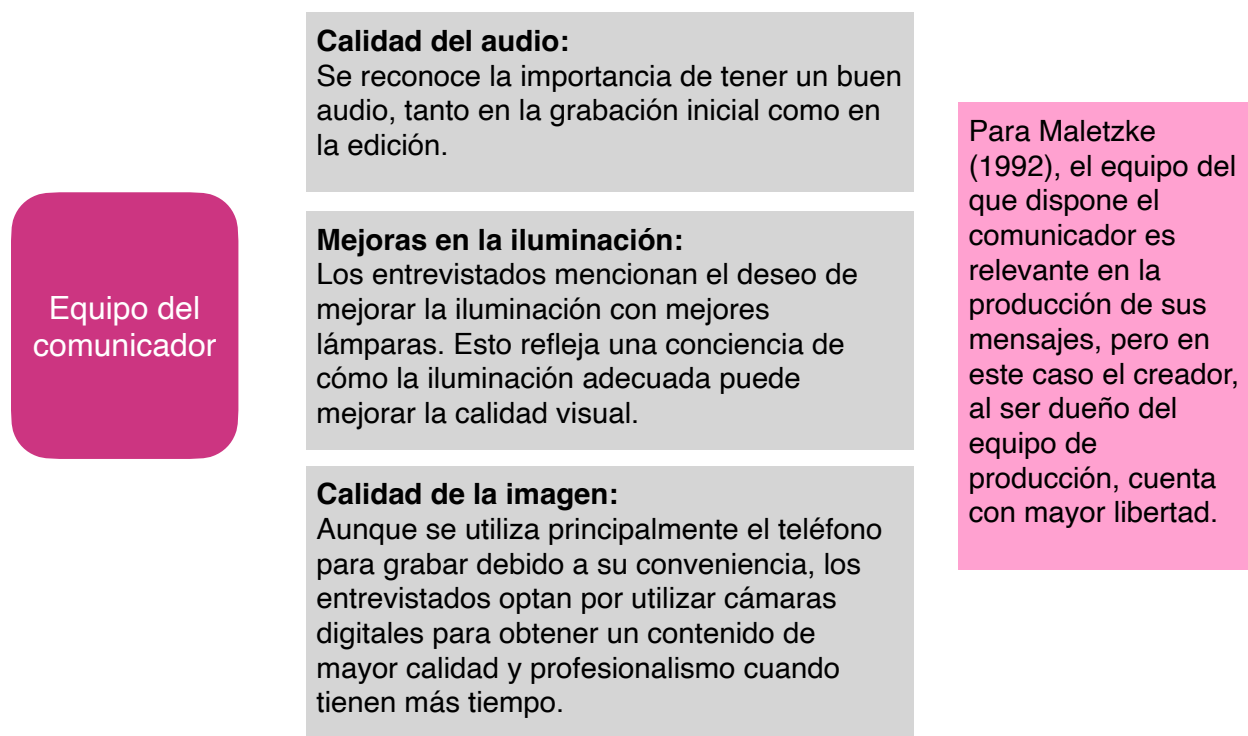 Equipo del
comunicador
Calidad del audio:
Se reconoce la importancia de tener un buen
audio, tanto en la grabación inicial como en
la edición.
Mejoras en la iluminación:
Los entrevistados mencionan el deseo de
mejorar la iluminación con mejores
lámparas. Esto refleja una conciencia de
cómo la iluminación adecuada puede
mejorar la calidad visual.
Calidad de la imagen:
Aunque se utiliza principalmente el teléfono
para grabar debido a su conveniencia, los
entrevistados optan por utilizar cámaras
digitales para obtener un contenido de
mayor calidad y profesionalismo cuando
tienen más tiempo.
Para Maletzke
(1992), el equipo del
que dispone el
comunicador es
relevante en la
producción de sus
mensajes, pero en
este caso el creador,
al ser dueño del
equipo de
producción, cuenta
con mayor libertad.